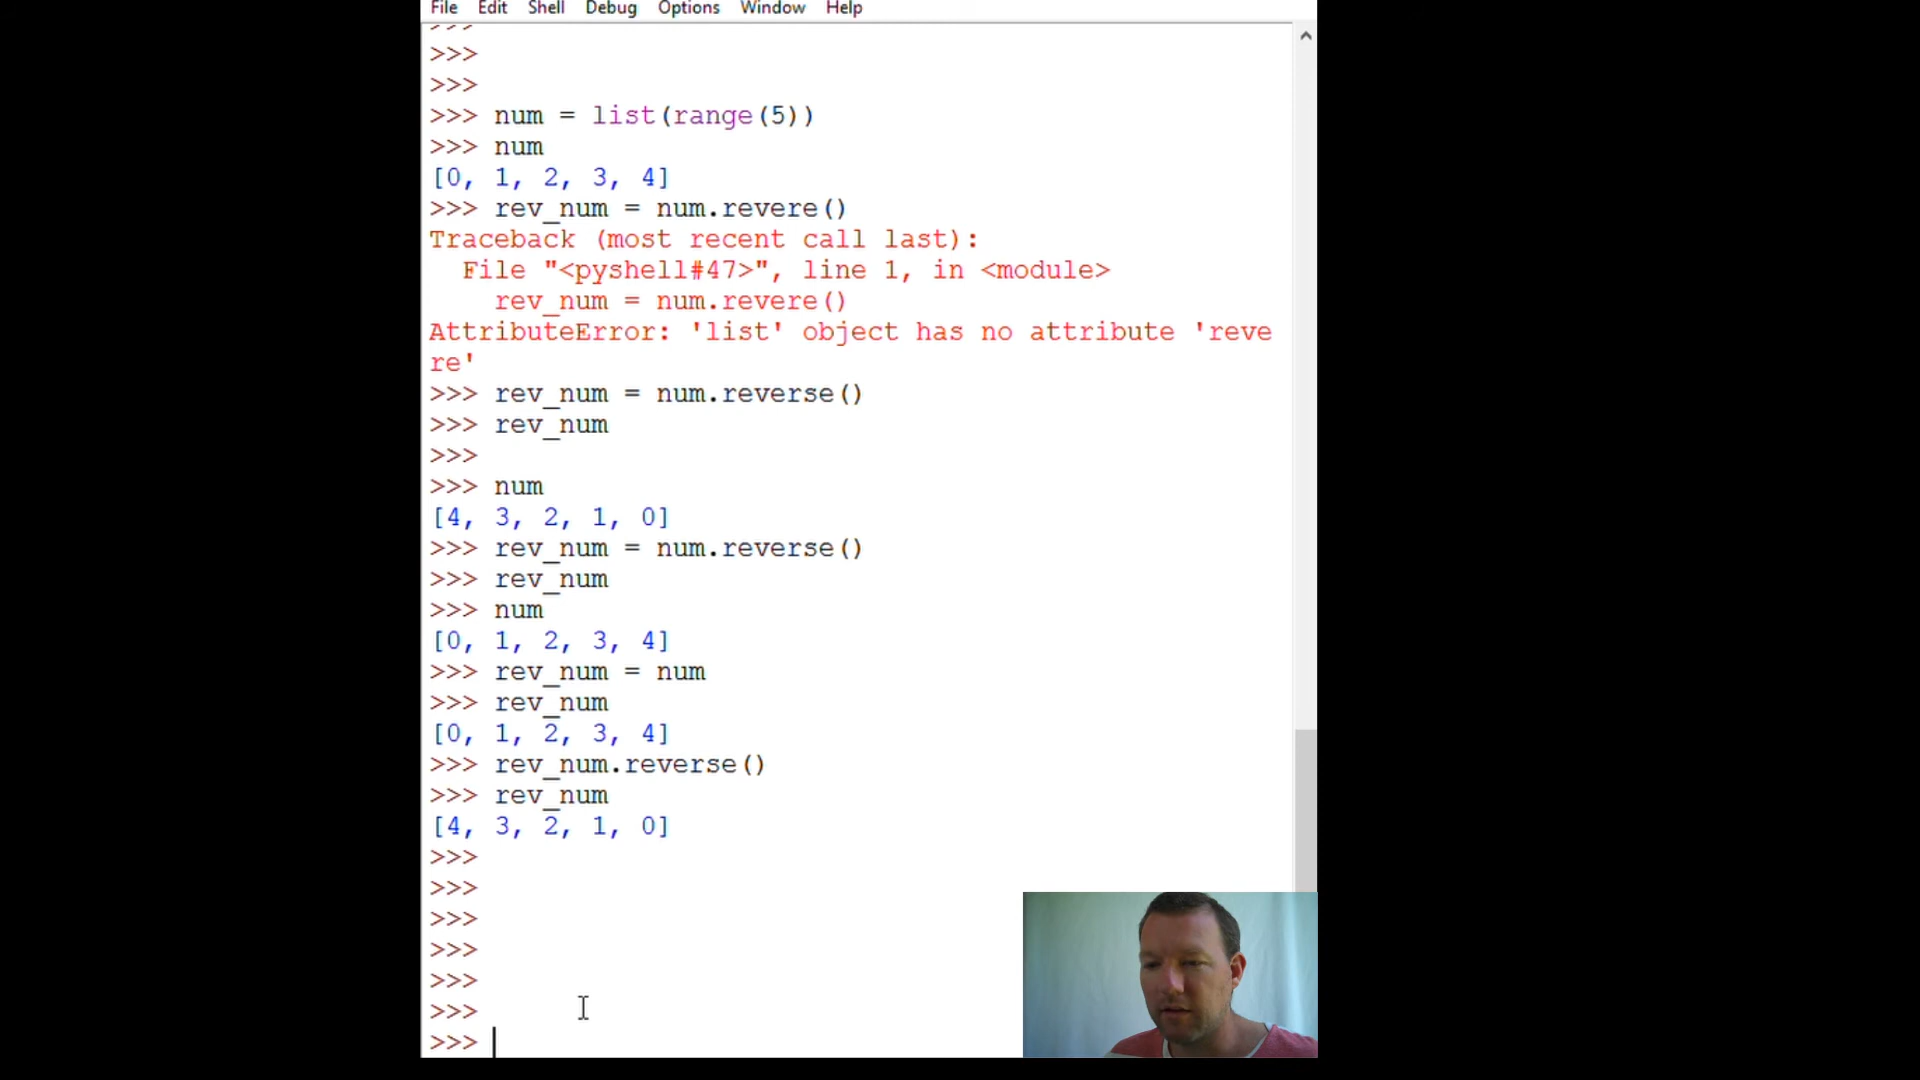 File Edit Shell Debug Options Window Help
>>>
>>>
>>>
>>> num = list(range(5))
>>> num
[0, 1, 2, 3, 4]
>>> rev_num = num.revere()
Traceback (most recent call last):
  File "<pyshell#47>", line 1, in <module>
    rev_num = num.revere()
AttributeError: 'list' object has no attribute 'reve
re'
>>> rev_num = num.reverse()
>>> rev_num
>>>
>>> num
[4, 3, 2, 1, 0]
>>> rev_num = num.reverse()
>>> rev_num
>>> num
[0, 1, 2, 3, 4]
>>> rev_num = num
>>> rev_num
[0, 1, 2, 3, 4]
>>> rev_num.reverse()
>>> rev_num
[4, 3, 2, 1, 0]
>>>
>>>
>>>
>>>
>>>
>>>
>>>